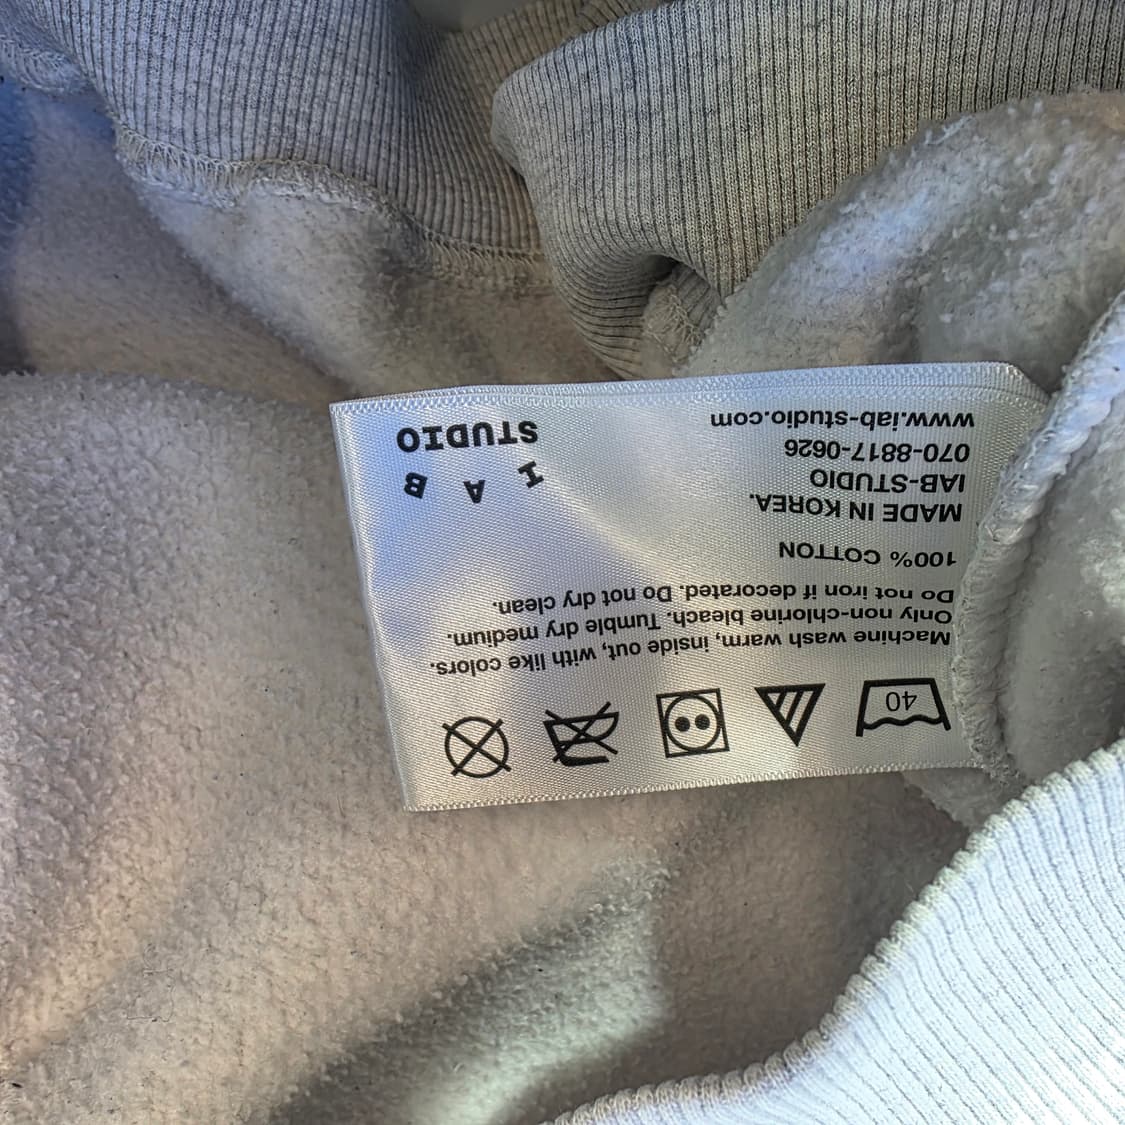 40
Machine wash warm, inside out, with like colors.
Only non-chlorine bleach. Tumble dry medium.
Do not iron if decorated. Do not dry clean.
100% COTTON
MADE IN KOREA.
IAB-STUDIO
070-8817-0626
www.iab-studio.com
I A B
STUDIO